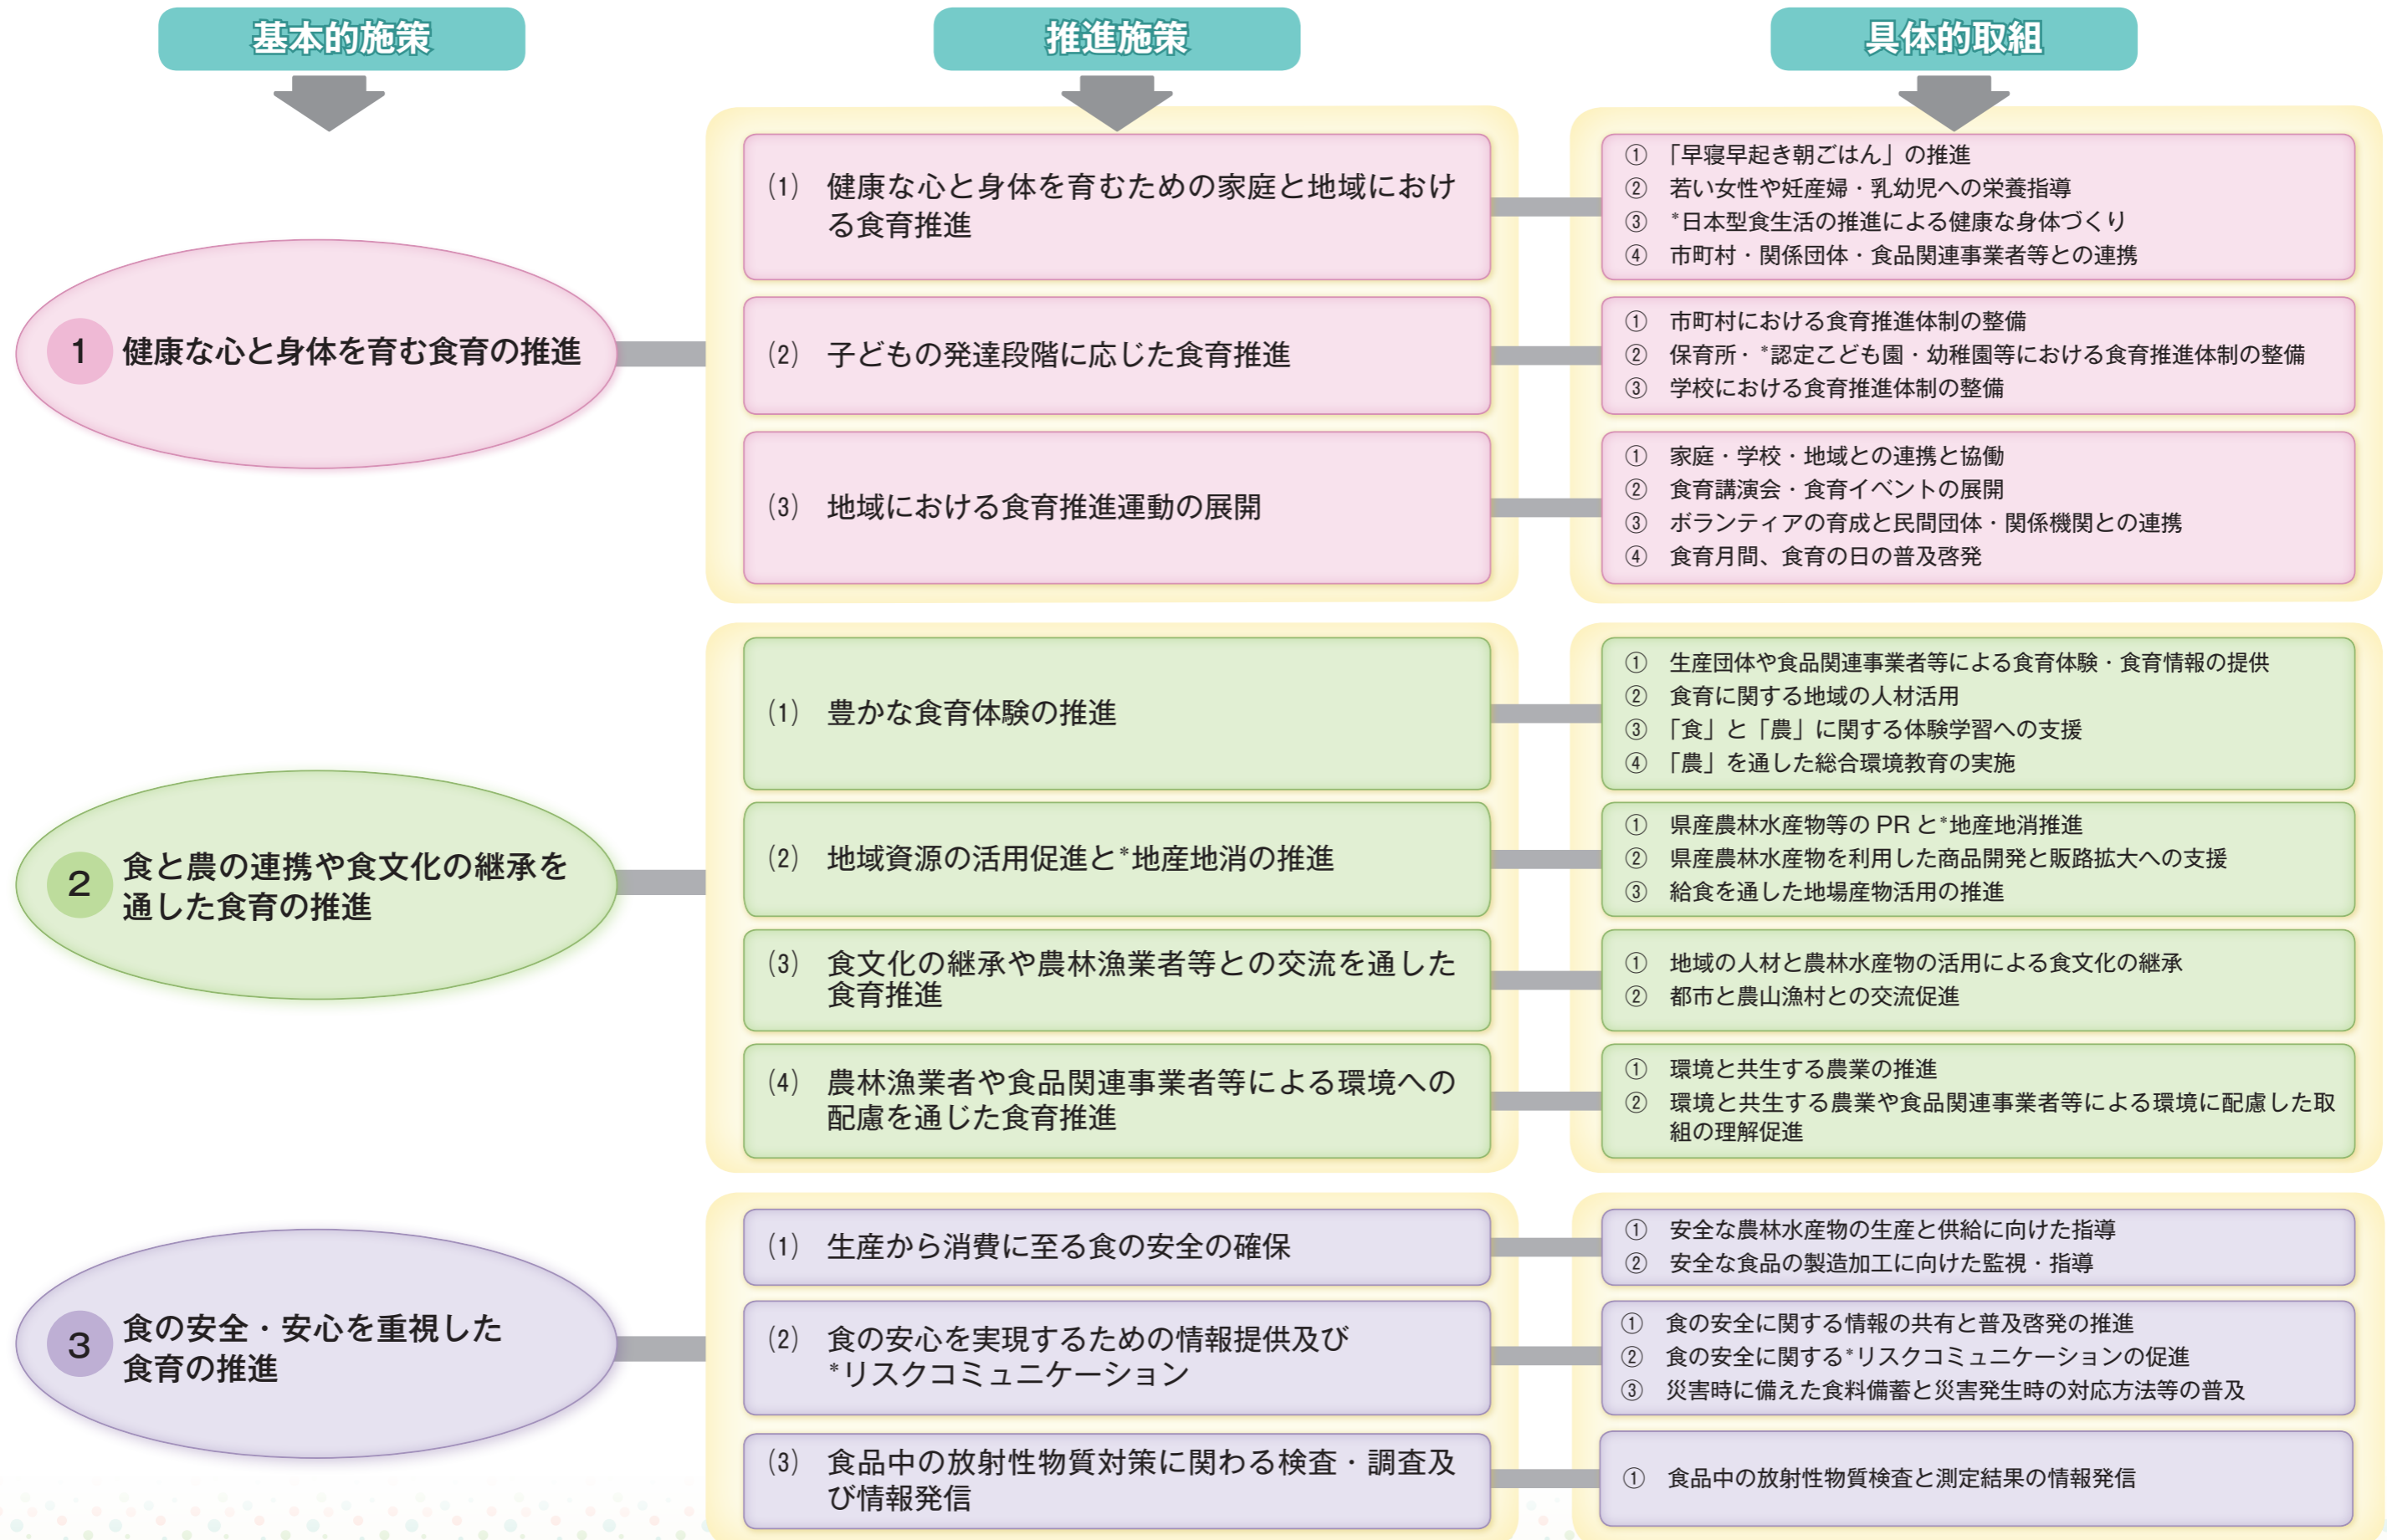 基本的施策
推進施策
具体的取組
1 健康な心と身体を育む食育の推進
(1) 健康な心と身体を育むための家庭と地域におけ
る食育推進
① 「早寝早起き朝ごはん」の推進
② 若い女性や妊産婦・乳幼児への栄養指導
③ *日本型食生活の推進による健康な身体づくり
④ 市町村・関係団体・食品関連事業者等との連携
(2) 子どもの発達段階に応じた食育推進
① 市町村における食育推進体制の整備
② 保育所・*認定こども園・幼稚園等における食育推進体制の整備
③ 学校における食育推進体制の整備
(3) 地域における食育推進運動の展開
① 家庭・学校・地域との連携と協働
② 食育講演会・食育イベントの展開
③ ボランティアの育成と民間団体・関係機関との連携
④ 食育月間、食育の日の普及啓発
2 食と農の連携や食文化の継承を
通した食育の推進
(1) 豊かな食育体験の推進
① 生産団体や食品関連事業者等による食育体験・食育情報の提供
② 食育に関する地域の人材活用
③ 「食」と「農」に関する体験学習への支援
④ 「農」を通した総合環境教育の実施
(2) 地域資源の活用促進と*地産地消の推進
① 県産農林水産物等の PR と*地産地消推進
② 県産農林水産物を利用した商品開発と販路拡大への支援
③ 給食を通した地場産物活用の推進
(3) 食文化の継承や農林漁業者等との交流を通した
食育推進
① 地域の人材と農林水産物の活用による食文化の継承
② 都市と農山漁村との交流促進
(4) 農林漁業者や食品関連事業者等による環境への
配慮を通じた食育推進
① 環境と共生する農業の推進
② 環境と共生する農業や食品関連事業者等による環境に配慮した取
組の理解促進
3 食の安全・安心を重視した
食育の推進
(1) 生産から消費に至る食の安全の確保
① 安全な農林水産物の生産と供給に向けた指導
② 安全な食品の製造加工に向けた監視・指導
(2) 食の安心を実現するための情報提供及び
*リスクコミュニケーション
① 食の安全に関する情報の共有と普及啓発の推進
② 食の安全に関する*リスクコミュニケーションの促進
③ 災害時に備えた食料備蓄と災害発生時の対応方法等の普及
(3) 食品中の放射性物質対策に関わる検査・調査及
び情報発信
① 食品中の放射性物質検査と測定結果の情報発信